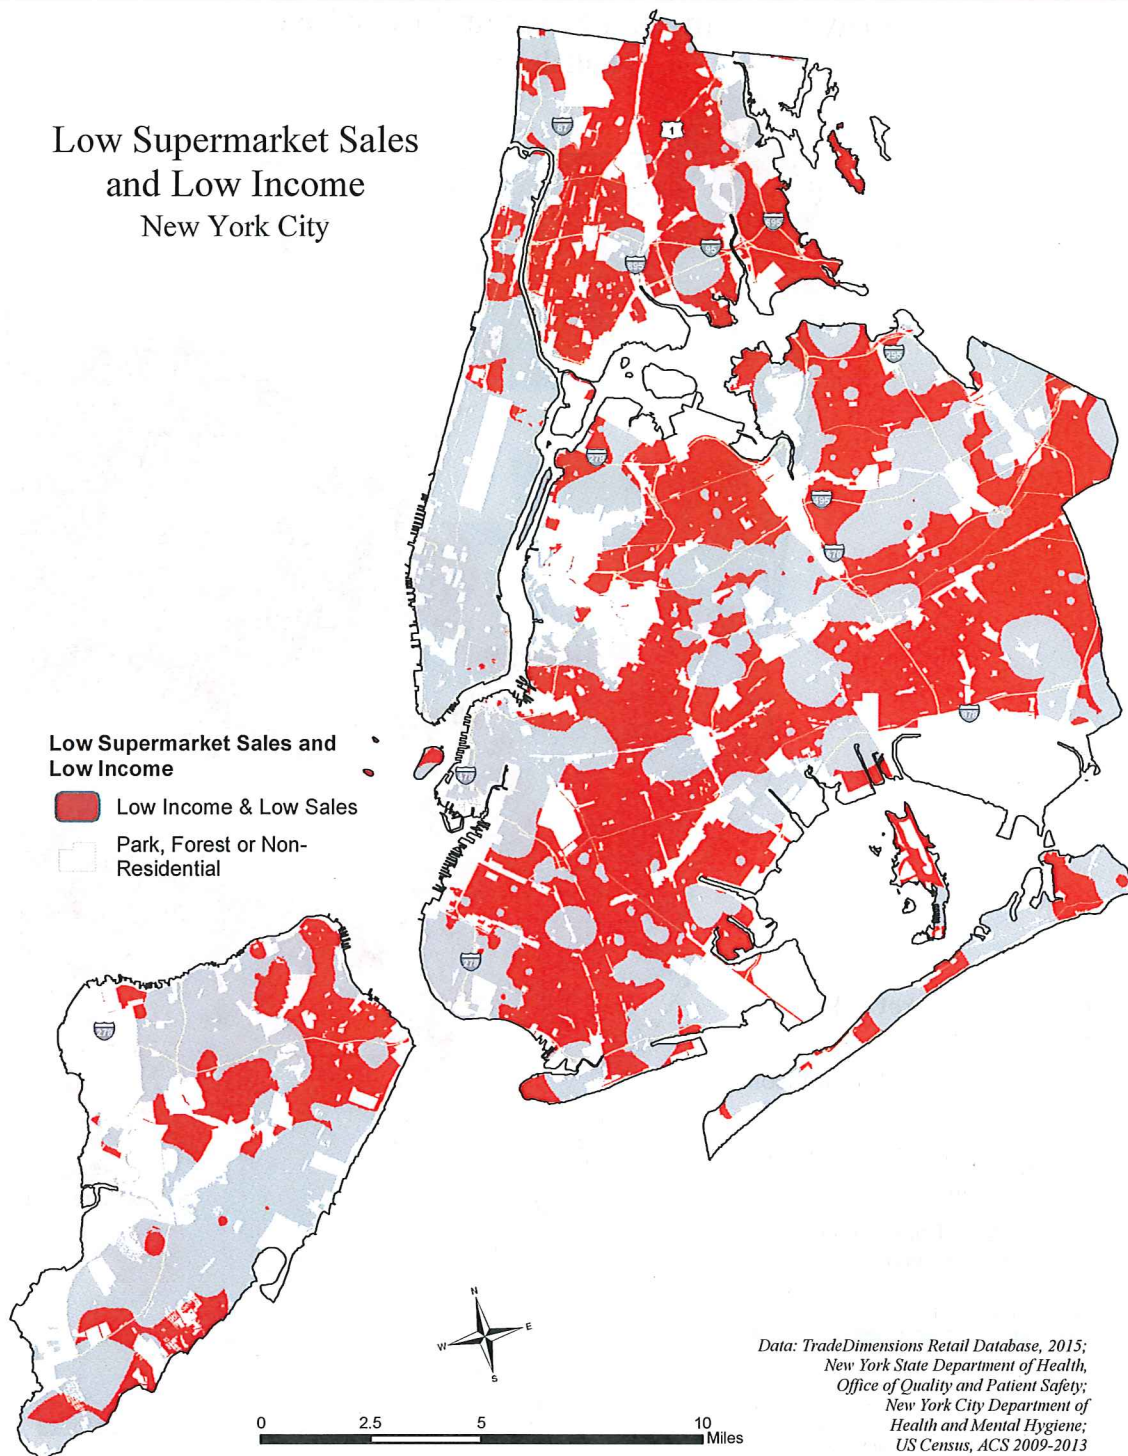 Low Supermarket Sales
and Low Income
New York City
1
Low Supermarket Sales and
Low Income
Low Income & Low Sales
Park, Forest or Non-
Residential
N
W
E
S
0
2.5
5
10
Miles
Data: TradeDimensions Retail Database, 2015;
New York State Department of Health,
Office of Quality and Patient Safety;
New York City Department of
Health and Mental Hygiene;
US Census, ACS 2009-2013